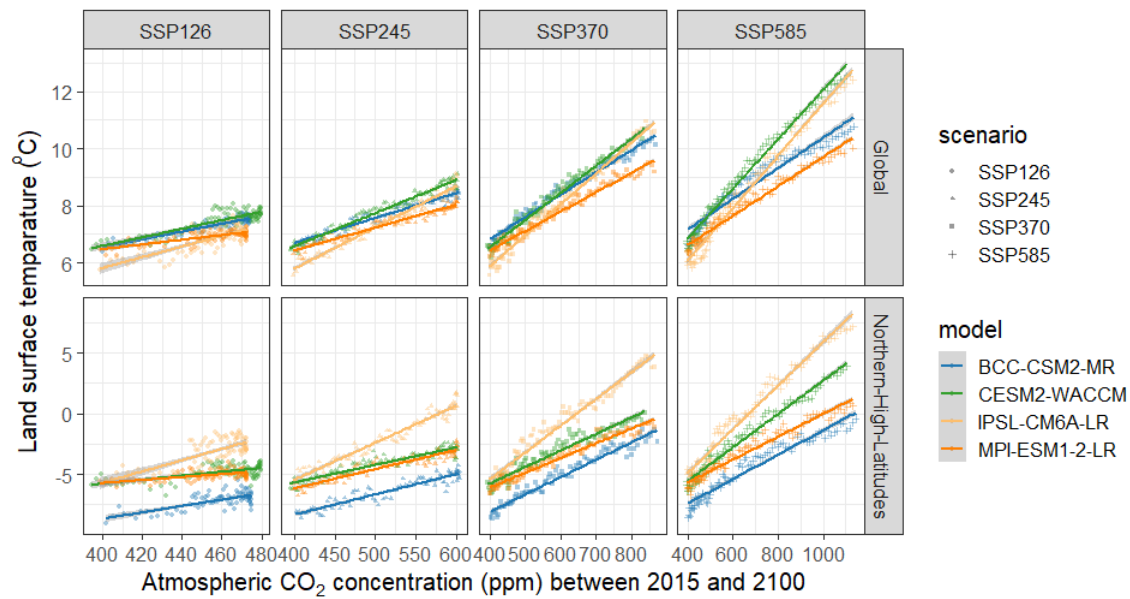 SSP126 SSP245 SSP370 SSP585
12
10
8
6
Global
5
0
-5
Northern-High-Latitudes
Land surface temparature (⁰C)
400 420 440 460 480 400 450 500 550 600 400 500 600 700 800 400 600 800 1000
Atmospheric CO₂ concentration (ppm) between 2015 and 2100
scenario
SSP126
SSP245
SSP370
SSP585
model
BCC-CSM2-MR
CESM2-WACCM
IPSL-CM6A-LR
MPI-ESM1-2-LR